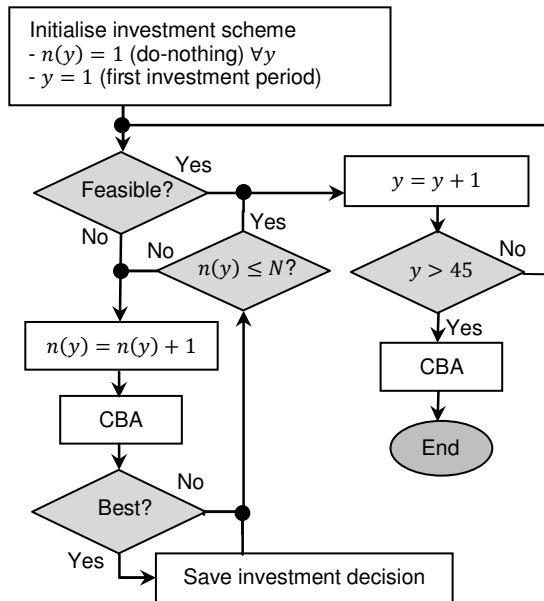 Initialise investment scheme
- n(y) = 1 (do-nothing) ∀y
- y = 1 (first investment period)
Yes
Feasible?
y = y + 1
No
No
Yes
n(y) ≤ N?
y > 45
No
Yes
n(y) = n(y) + 1
CBA
CBA
End
Best?
No
Yes
Save investment decision